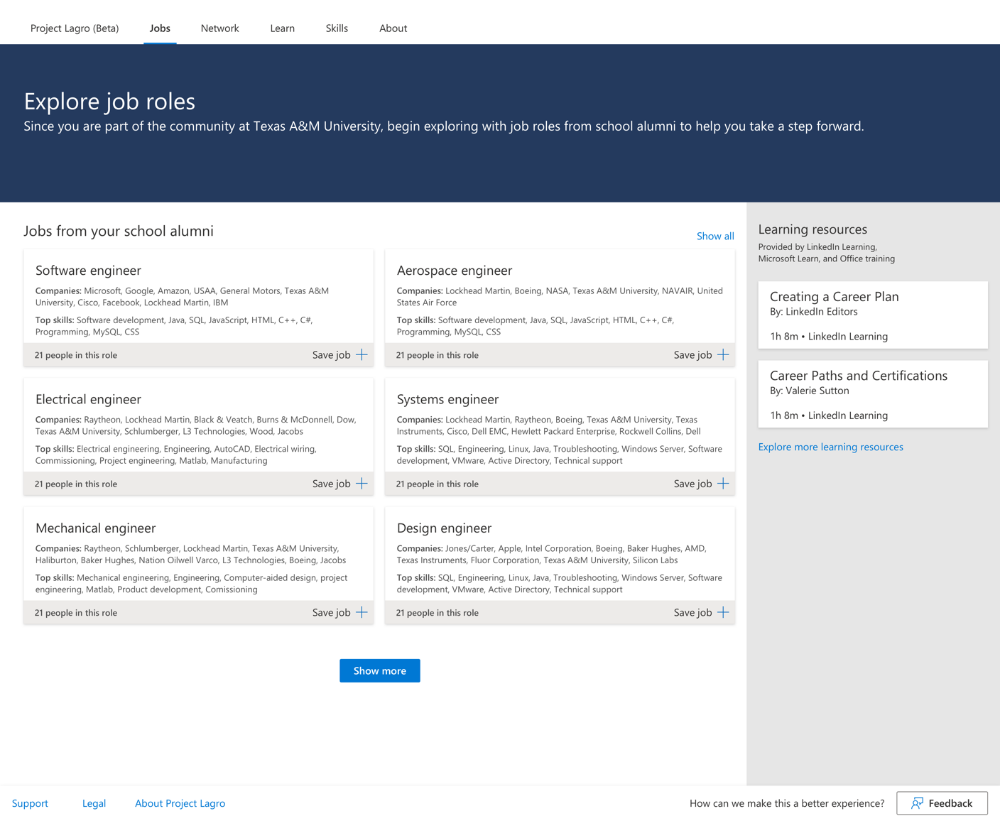 Project Lagro (Beta)
Jobs
Network
Learn
Skills
About
Explore job roles
Since you are part of the community at Texas A&M University, begin exploring with job roles from school alumni to help you take a step forward.
Jobs from your school alumni
Show all
Software engineer
Companies: Microsoft, Google, Amazon, USAA, General Motors, Texas A&M
University, Cisco, Facebook, Lockhead Martin, IBM
Top skills: Software development, Java, SQL, JavaScript, HTML, C++, C#,
Programming, MySQL, CSS
21 people in this role
Save job
Aerospace engineer
Companies: Lockhead Martin, Boeing, NASA, Texas A&M University, NAVAIR, United
States Air Force
Top skills: Software development, Java, SQL, JavaScript, HTML, C++, C#,
Programming, MySQL, CSS
21 people in this role
Save job
Electrical engineer
Companies: Raytheon, Lockhead Martin, Black & Veatch, Burns & McDonnell, Dow,
Texas A&M University, Schlumberger, L3 Technologies, Wood, Jacobs
Top skills: Electrical engineering, Engineering, AutoCAD, Electrical wiring,
Commissioning, Project engineering, Matlab, Manufacturing
21 people in this role
Save job
Systems engineer
Companies: Lockhead Martin, Raytheon, Boeing, Texas A&M University, Texas
Instruments, Cisco, Dell EMC, Hewlett Packard Enterprise, Rockwell Collins, Dell
Top skills: SQL, Engineering, Linux, Java, Troubleshooting, Windows Server, Software
development, VMware, Active Directory, Technical support
21 people in this role
Save job
Mechanical engineer
Companies: Raytheon, Schlumberger, Lockhead Martin, Texas A&M University,
Haliburton, Baker Hughes, Nation Oilwell Varco, L3 Technologies, Boeing, Jacobs
Top skills: Mechanical engineering, Engineering, Computer-aided design, project
engineering, Matlab, Product development, Comissioning
21 people in this role
Save job
Design engineer
Companies: Jones/Carter, Apple, Intel Corporation, Boeing, Baker Hughes, AMD,
Texas Instruments, Fluor Corporation, Texas A&M University, Silicon Labs
Top skills: SQL, Engineering, Linux, Java, Troubleshooting, Windows Server, Software
development, VMware, Active Directory, Technical support
21 people in this role
Save job
Show more
Learning resources
Provided by LinkedIn Learning,
Microsoft Learn, and Office training
Creating a Career Plan
By: LinkedIn Editors
1h 8m • LinkedIn Learning
Career Paths and Certifications
By: Valerie Sutton
1h 8m • LinkedIn Learning
Explore more learning resources
Support
Legal
About Project Lagro
How can we make this a better experience?
Feedback